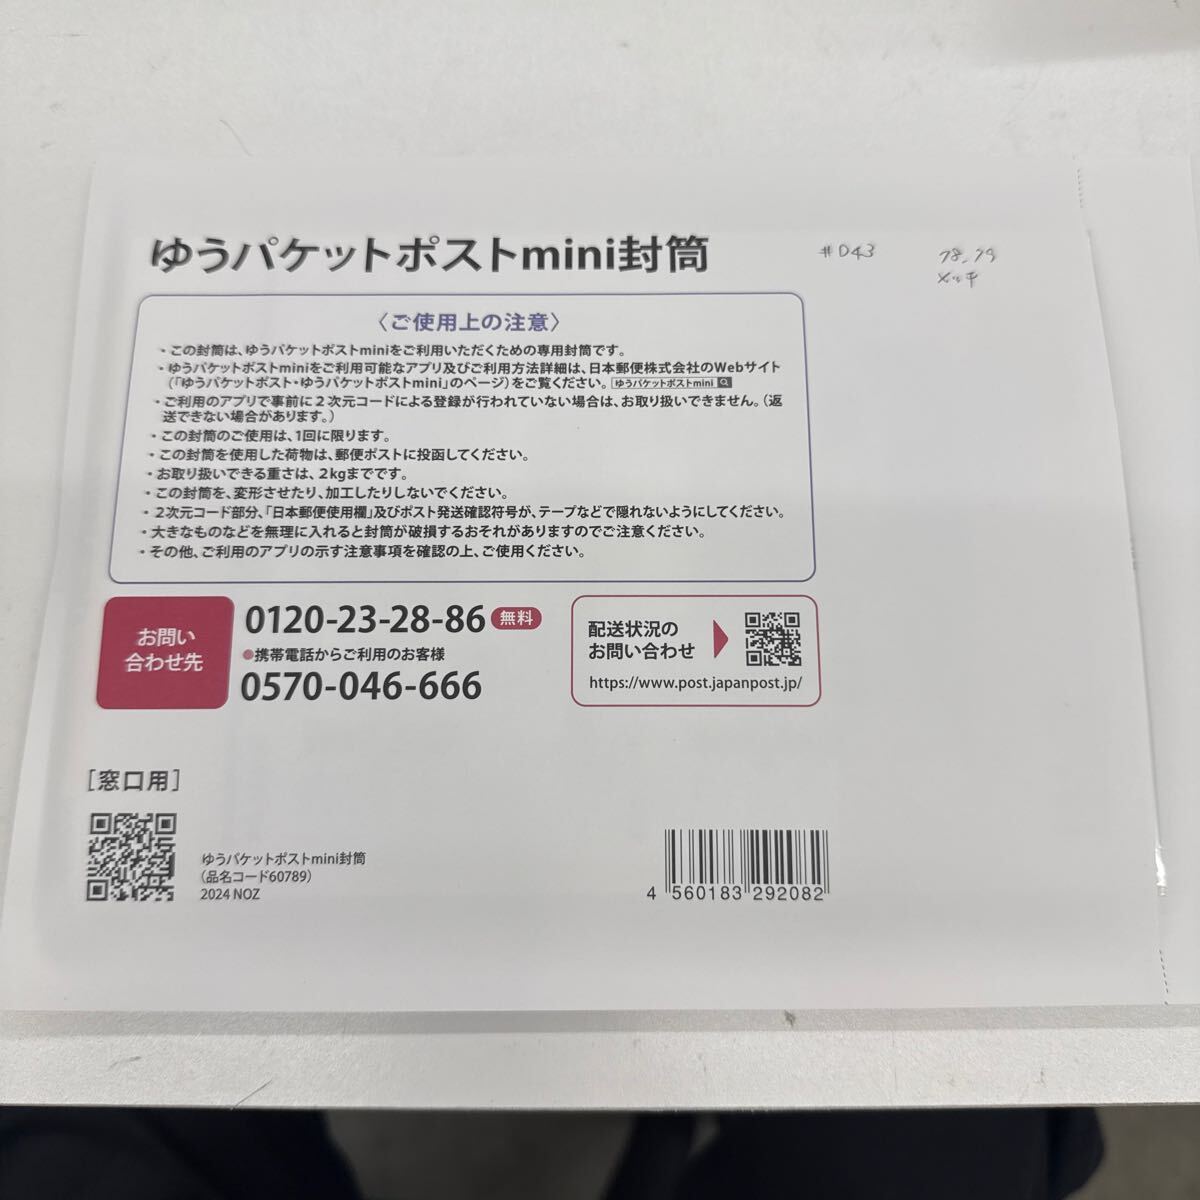 ゆうパケットポストmini封筒
#D43
78.79
メッキ
〈ご使用上の注意〉
・この封筒は、ゆうパケットポストminiをご利用いただくための専用封筒です。
・ゆうパケットポストminiをご利用可能なアプリ及びご利用方法詳細は、日本郵便株式会社のWebサイト
(「ゆうパケットポスト・ゆうパケットポストmini」のページ)をご覧ください。 ゆうパケットポストmini
・ご利用のアプリで事前に2次元コードによる登録が行われていない場合は、お取り扱いできません。(返
送できない場合があります。)
・この封筒のご使用は、1回に限ります。
・この封筒を使用した荷物は、郵便ポストに投函してください。
・お取り扱いできる重さは、2kgまでです。
・この封筒を、変形させたり、加工したりしないでください。
・2次元コード部分、「日本郵便使用欄」及びポスト発送確認符号が、テープなどで隠れないようにしてください。
・大きなものなどを無理に入れると封筒が破損するおそれがありますのでご注意ください。
・その他、ご利用のアプリの示す注意事項を確認の上、ご使用ください。
お問い
合わせ先
0120-23-28-86 無料
●携帯電話からご利用のお客様
0570-046-666
配送状況の
お問い合わせ
https://www.post.japanpost.jp/
[窓口用]
ゆうパケットポストmini封筒
(品名コード60789)
2024 NOZ
4 560183 292082